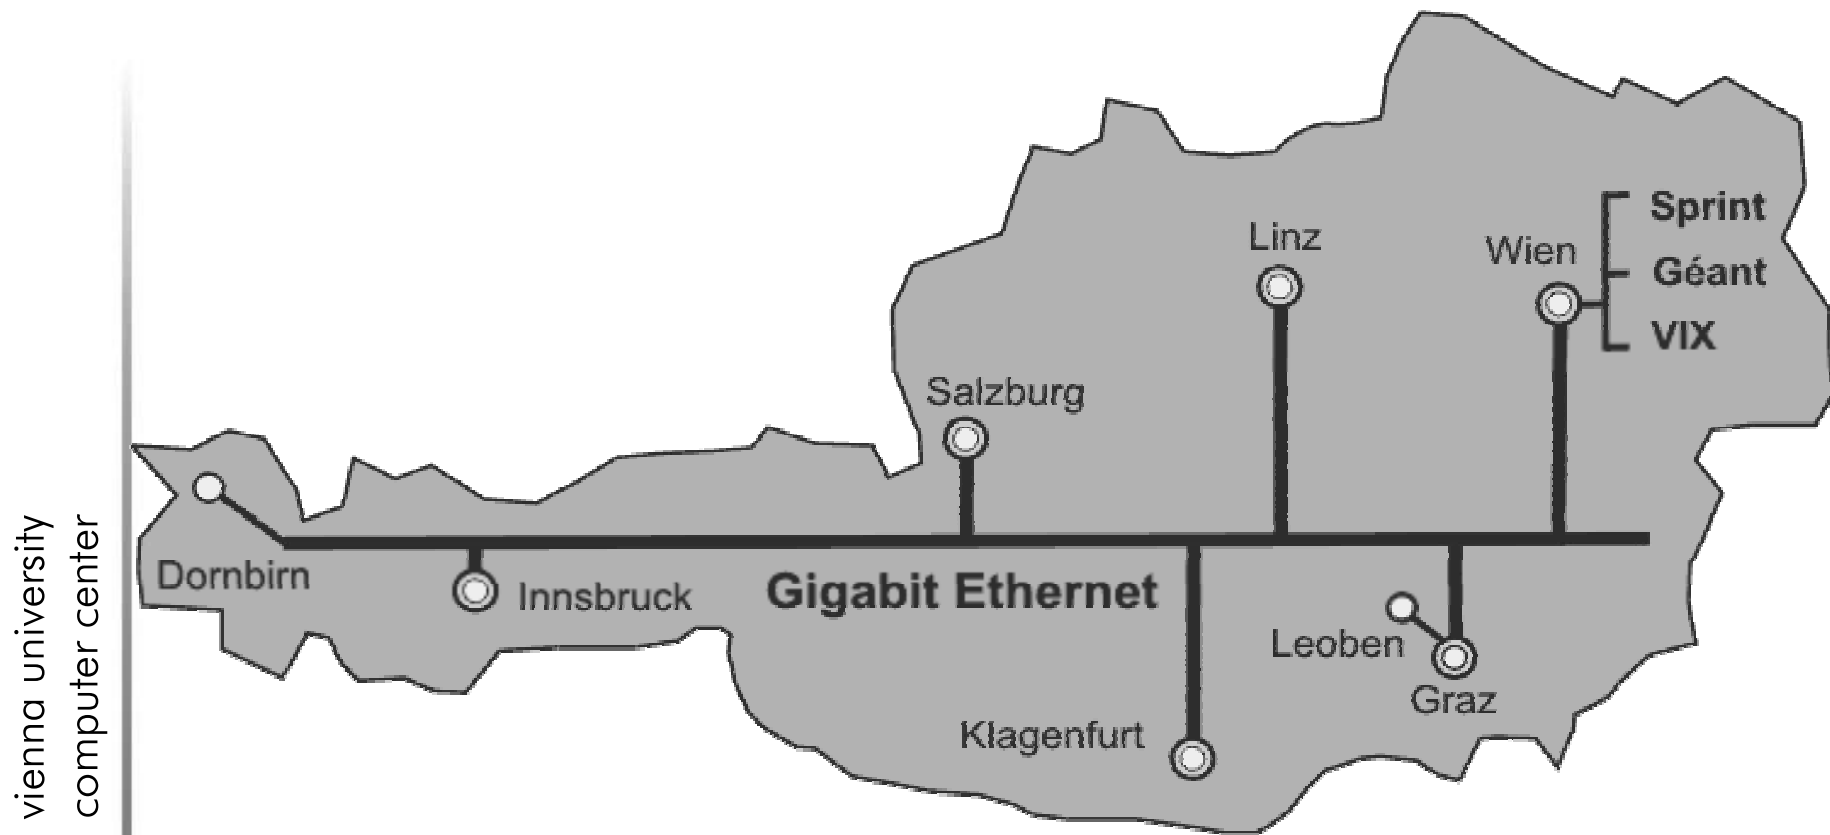 vienna university
computer center
Sprint
Linz
Wien
Géant
VIX
Salzburg
Dornbirn
Innsbruck
Gigabit Ethernet
Leoben
Graz
Klagenfurt